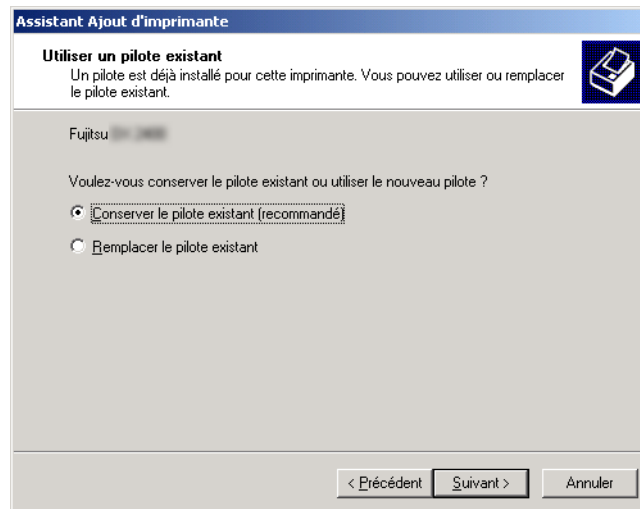 Assistant Ajout d'imprimante
Utiliser un pilote existant
Un pilote est déjà installé pour cette imprimante. Vous pouvez utiliser ou remplacer
le pilote existant.
Fujitsu
Voulez-vous conserver le pilote existant ou utiliser le nouveau pilote ?
Conserver le pilote existant (recommandé)
Remplacer le pilote existant
< Précédent Suivant > Annuler